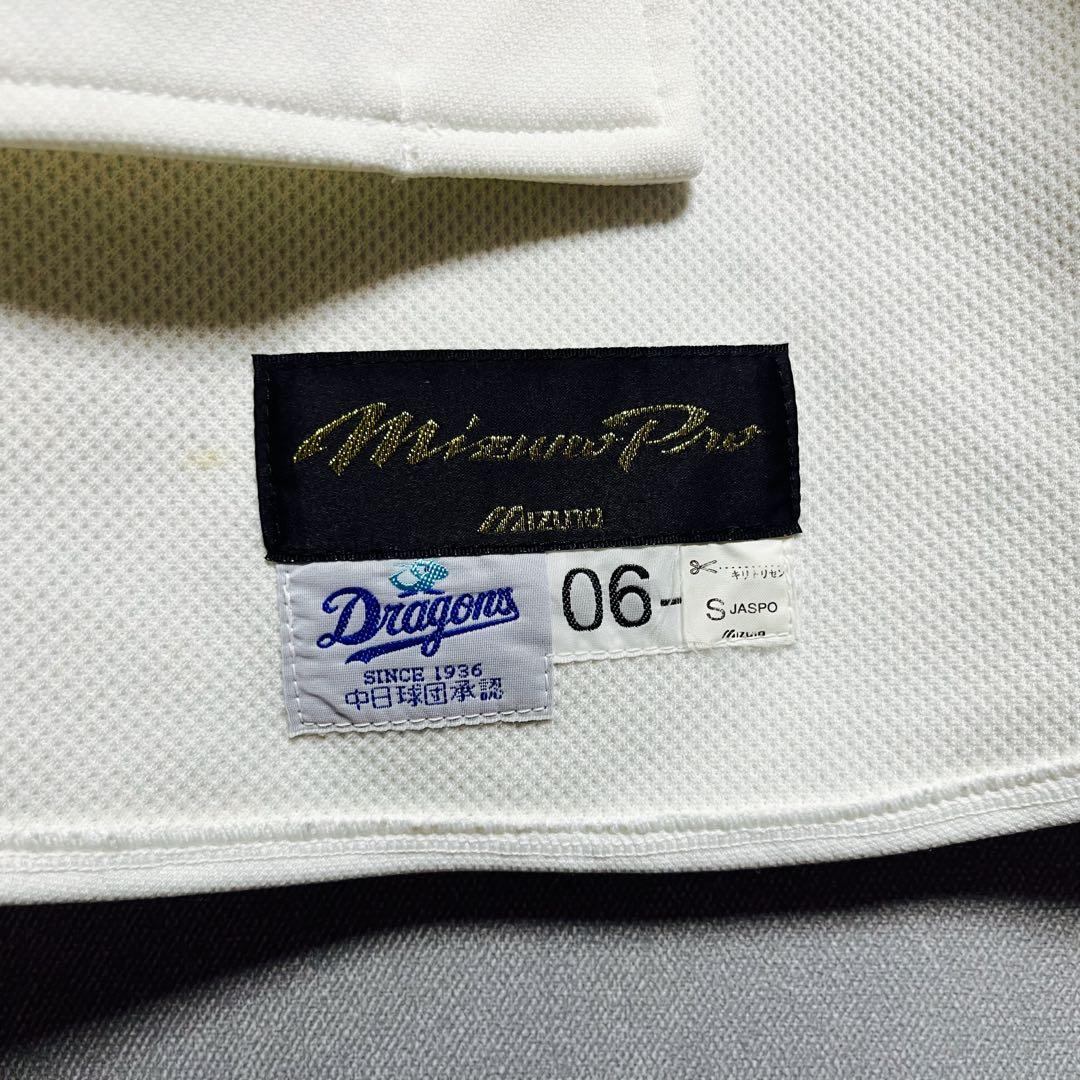 Mizuno Pro
Mizuno
Dragons
SINCE 1936
中日球団承認
06-
キリトリセン
S JASPO
Mizuno